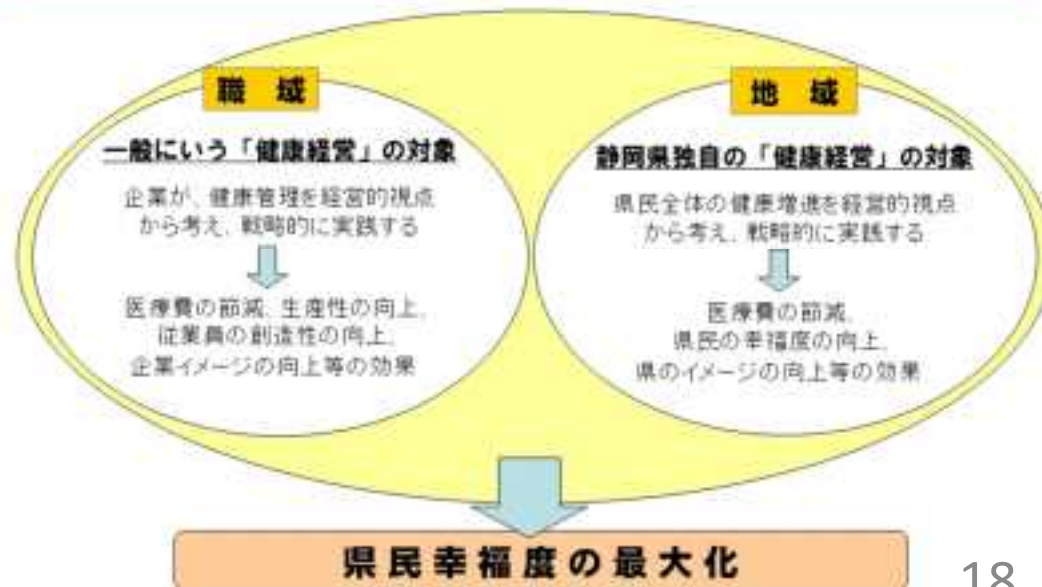 職 域
一般にいう「健康経営」の対象
企業が、健康管理を経営的視点
から考え、戦略的に実践する
医療費の節減、生産性の向上、
従業員の創造性の向上、
企業イメージの向上等の効果
地 域
静岡県独自の「健康経営」の対象
県民全体の健康増進を経営的視点
から考え、戦略的に実践する
医療費の節減、
県民の幸福度の向上、
県のイメージの向上等の効果
県民幸福度の最大化
18